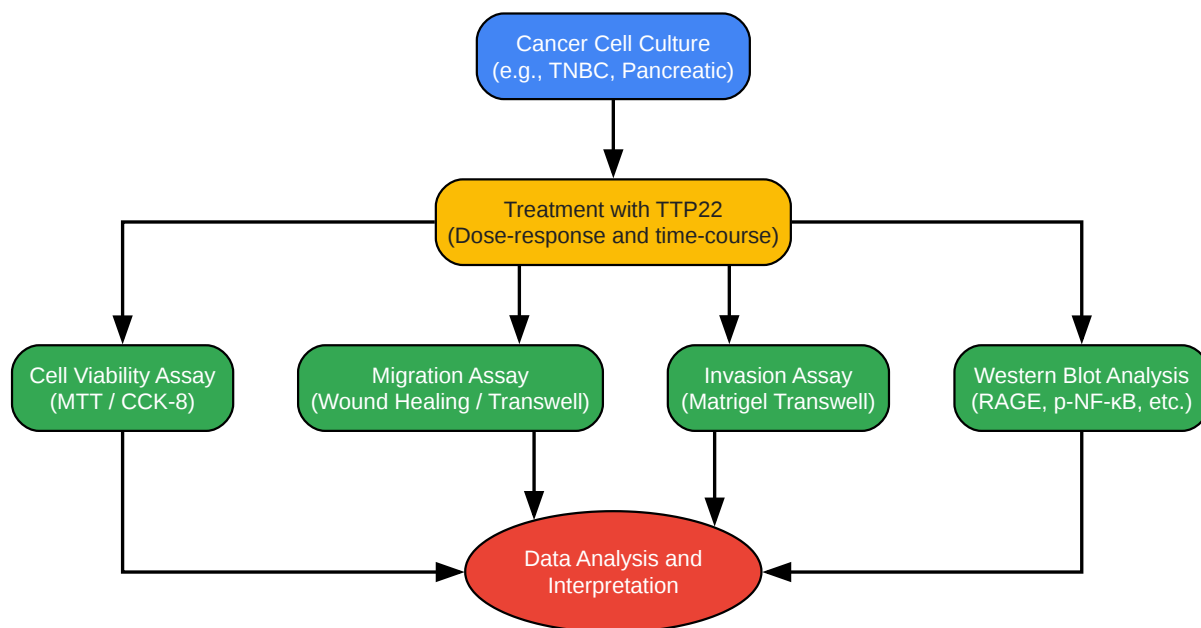 Cancer Cell Culture
(e.g., TNBC, Pancreatic)
Treatment with TTP22
(Dose-response and time-course)
Cell Viability Assay
(MTT / CCK-8)
Migration Assay
(Wound Healing / Transwell)
Invasion Assay
(Matrigel Transwell)
Western Blot Analysis
(RAGE, p-NF-κB, etc.)
Data Analysis and
Interpretation